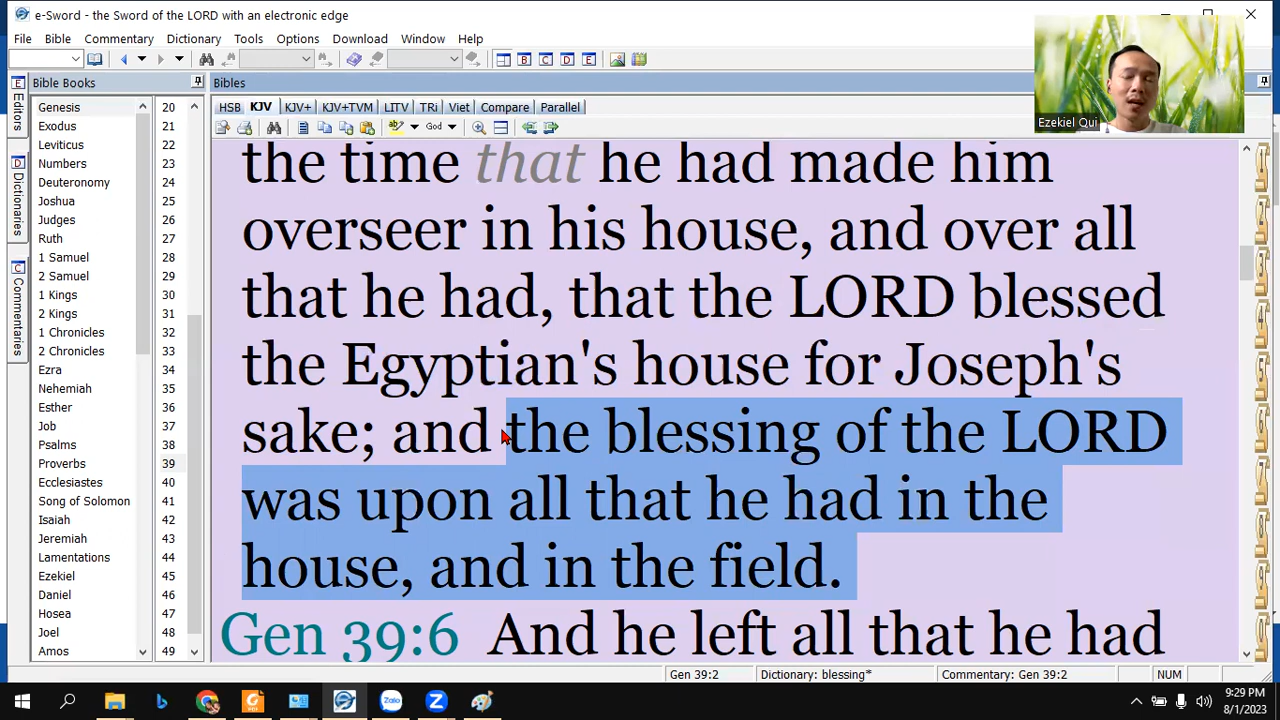 e-Sword - the Sword of the LORD with an electronic edge
File Bible Commentary Dictionary Tools Options Download Window Help
Bible Books
Bibles
HSB KJV KJV+ KJV+TVM LITV TRi Viet Compare Parallel
God
Editors
Dictionaries
Commentaries
Genesis 20
Exodus 21
Leviticus 22
Numbers 23
Deuteronomy 24
Joshua 25
Judges 26
Ruth 27
1 Samuel 28
2 Samuel 29
1 Kings 30
2 Kings 31
1 Chronicles 32
2 Chronicles 33
Ezra 34
Nehemiah 35
Esther 36
Job 37
Psalms 38
Proverbs 39
Ecclesiastes 40
Song of Solomon 41
Isaiah 42
Jeremiah 43
Lamentations 44
Ezekiel 45
Daniel 46
Hosea 47
Joel 48
Amos 49
the time that he had made him
overseer in his house, and over all
that he had, that the LORD blessed
the Egyptian's house for Joseph's
sake; and the blessing of the LORD
was upon all that he had in the
house, and in the field.
Gen 39:6 And he left all that he had
Ezekiel Qui
Gen 39:2 Dictionary: blessing* Commentary: Gen 39:2 NUM
Zalo
9:29 PM
8/1/2023